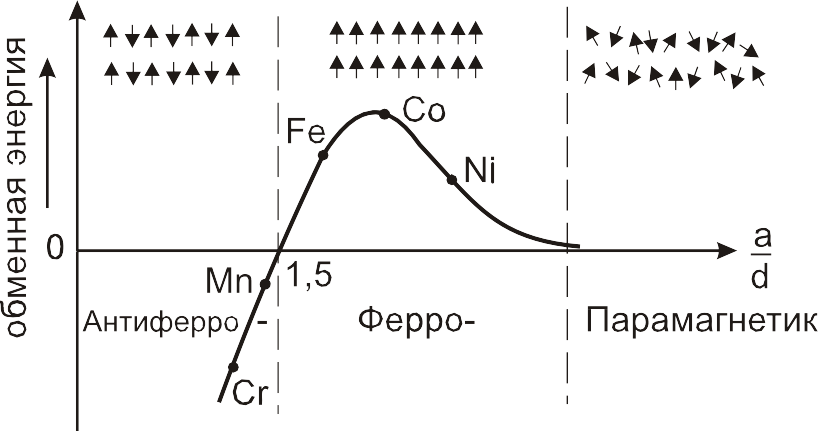 обменная энергия
Fe
Co
Ni
0
a
d
Mn
1,5
Антиферро -
Ферро-
Парамагнетик
Cr